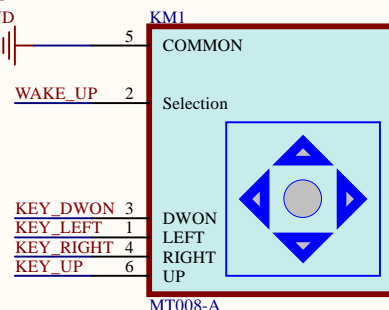 KM1
5 COMMON
WAKE_UP 2 Selection
KEY_DWON 3 DWON
KEY_LEFT 1 LEFT
KEY_RIGHT 4 RIGHT
KEY_UP 6 UP
MT008-A